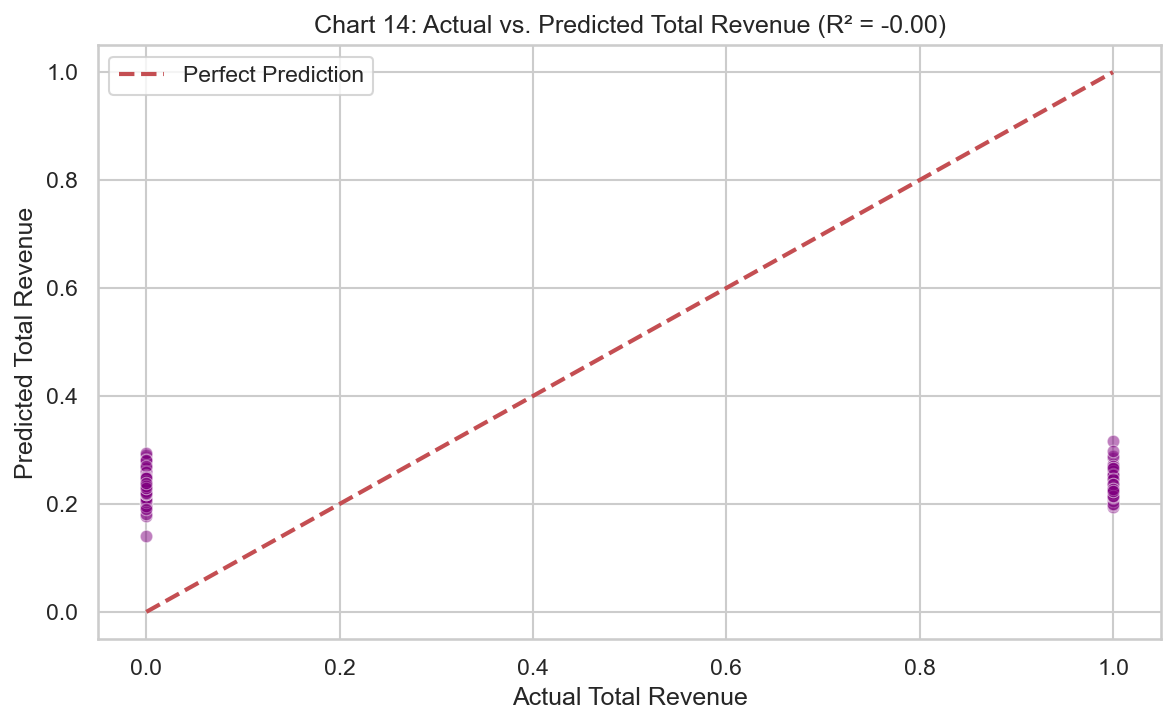 Chart 14: Actual vs. Predicted Total Revenue (R² = -0.00)
Perfect Prediction
1.0
0.8
0.6
0.4
0.2
0.0
Predicted Total Revenue
0.0 0.2 0.4 0.6 0.8 1.0
Actual Total Revenue